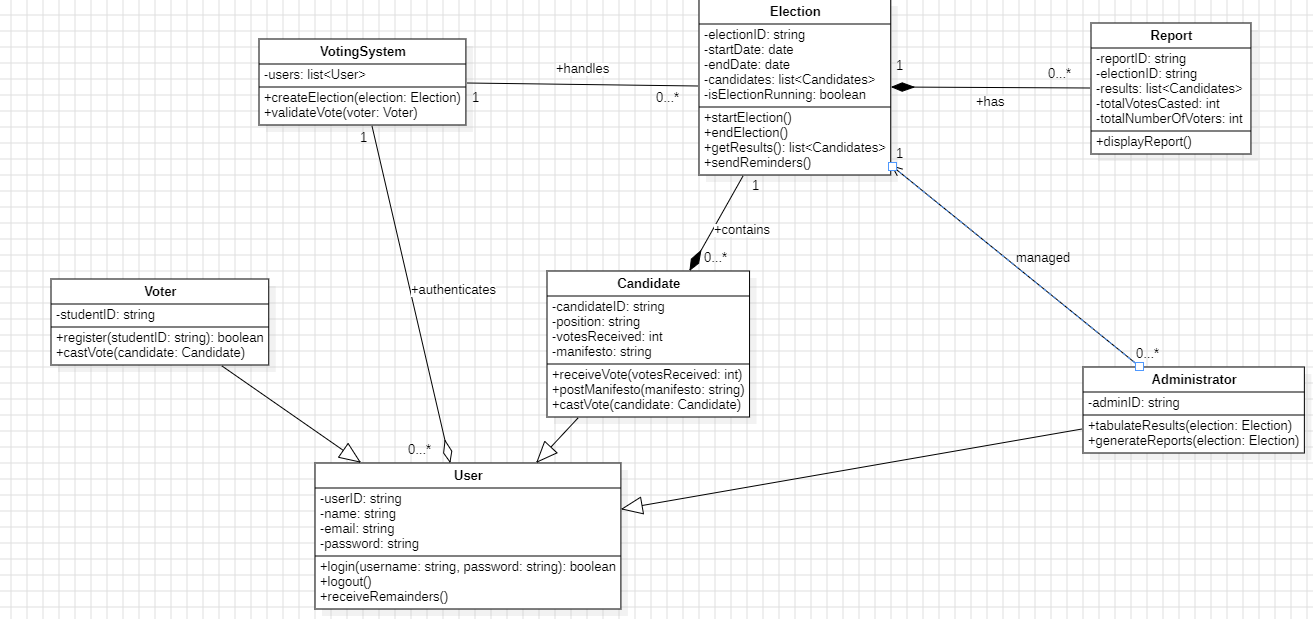 VotingSystem
-users: list<User>
+createElection(election: Election)
+validateVote(voter: Voter)
1
1
+handles
0...*
Election
-electionID: string
-startDate: date
-endDate: date
-candidates: list<Candidates>
-isElectionRunning: boolean
+startElection()
+endElection()
+getResults(): list<Candidates>
+sendReminders()
1
0...*
+has
Report
-reportID: string
-electionID: string
-results: list<Candidates>
-totalVotesCasted: int
-totalNumberOfVoters: int
+displayReport()
1
managed
0...*
1
+contains
0...*
+authenticates
0...*
Voter
-studentID: string
+register(studentID: string): boolean
+castVote(candidate: Candidate)
Candidate
-candidateID: string
-position: string
-votesReceived: int
-manifesto: string
+receiveVote(votesReceived: int)
+postManifesto(manifesto: string)
+castVote(candidate: Candidate)
Administrator
-adminID: string
+tabulateResults(election: Election)
+generateReports(election: Election)
User
-userID: string
-name: string
-email: string
-password: string
+login(username: string, password: string): boolean
+logout()
+receiveRemainders()